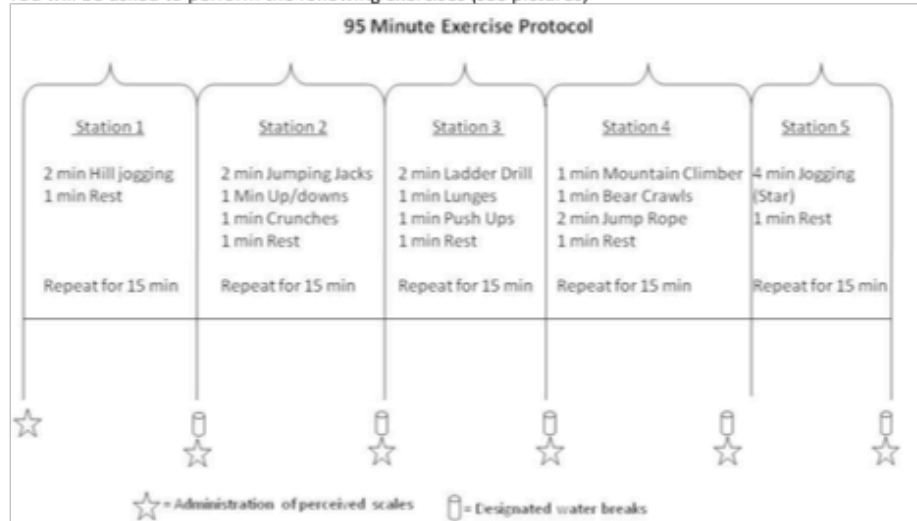 95 Minute Exercise Protocol
Station 1
2 min Hill jogging
1 min Rest
Repeat for 15 min
Station 2
2 min Jumping Jacks
1 Min Up/downs
1 min Crunches
1 min Rest
Repeat for 15 min
Station 3
2 min Ladder Drill
1 min Lunges
1 min Push Ups
1 min Rest
Repeat for 15 min
Station 4
1 min Mountain Climber
1 min Bear Crawls
2 min Jump Rope
1 min Rest
Repeat for 15 min
Station 5
4 min Jogging
(Star)
1 min Rest
Repeat for 15 min
= Administration of perceived scales
= Designated water breaks